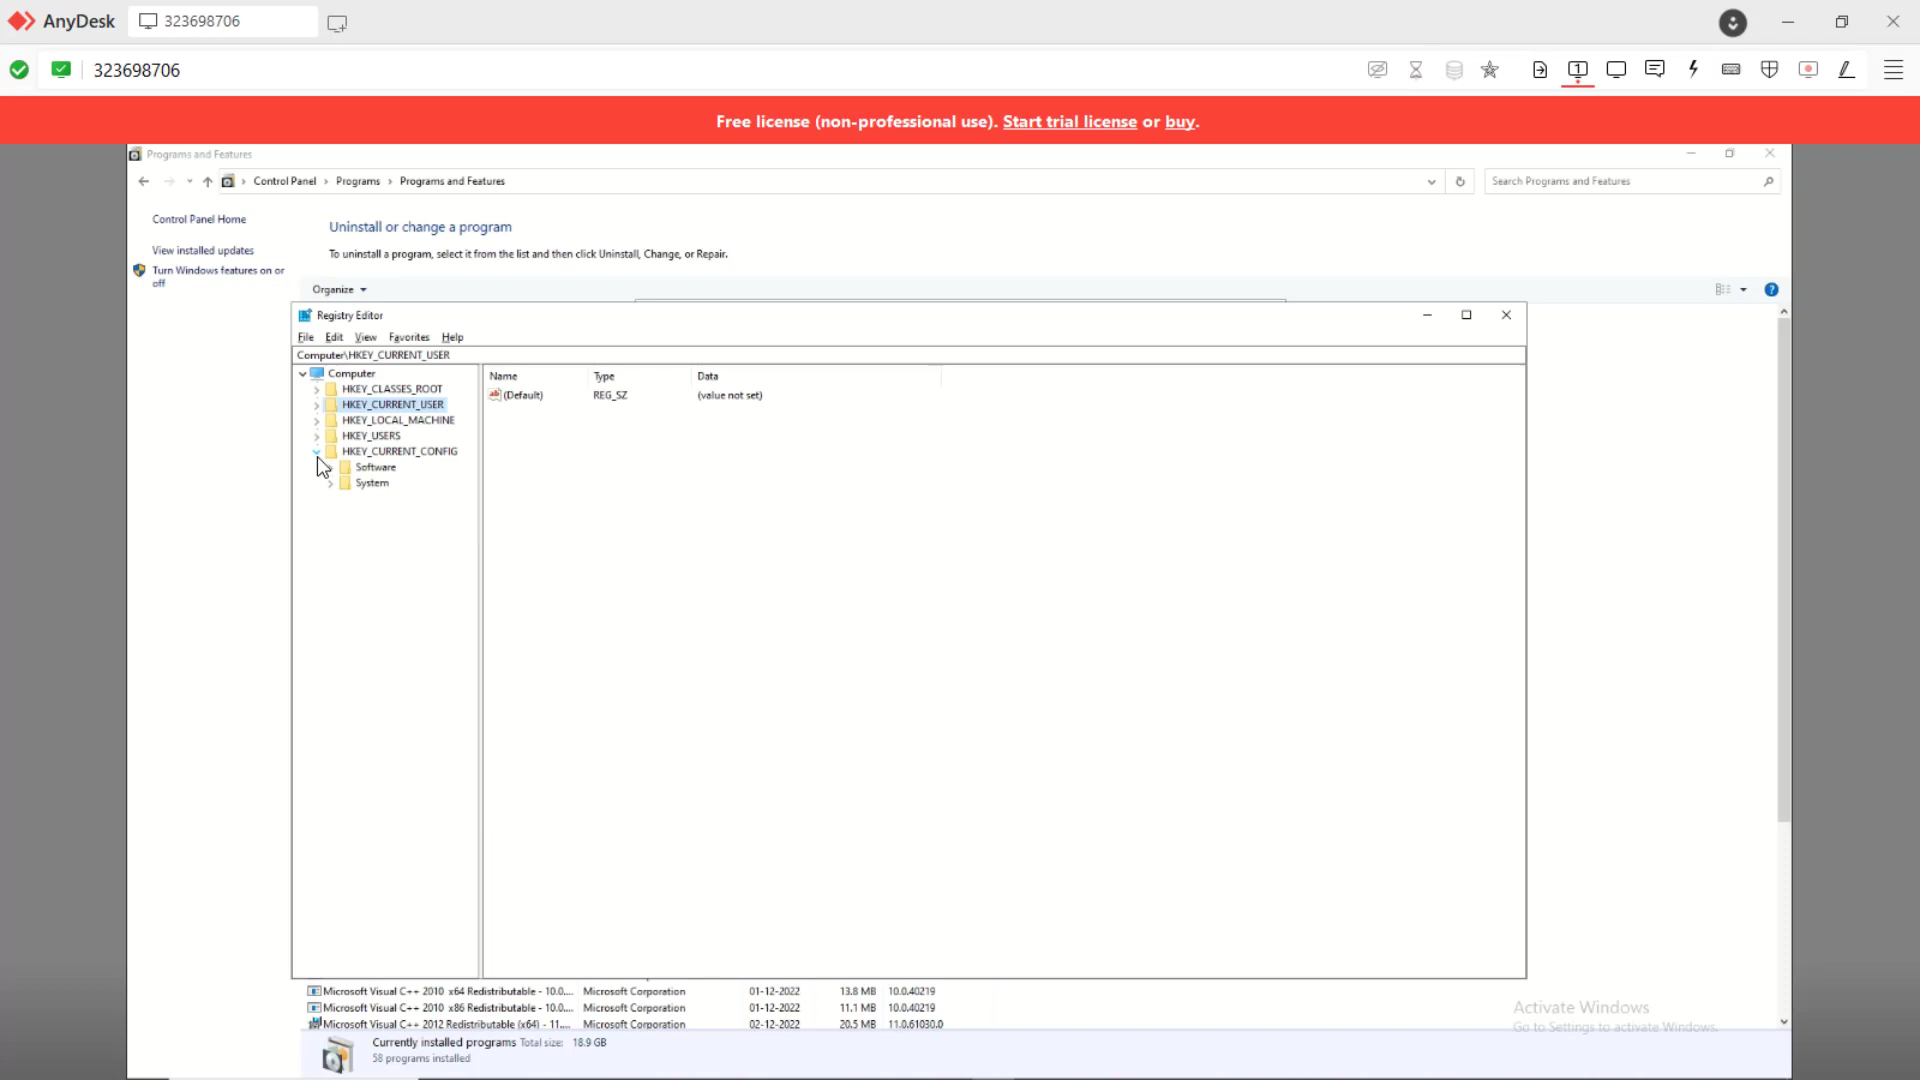 AnyDesk
323698706
323698706
1
Free license (non-professional use). Start trial license or buy.
Programs and Features
Control Panel › Programs › Programs and Features
Search Programs and Features
Control Panel Home
View installed updates
Turn Windows features on or off
Uninstall or change a program
To uninstall a program, select it from the list and then click Uninstall, Change, or Repair.
Organize
Registry Editor
File Edit View Favorites Help
Computer\HKEY_CURRENT_USER
Computer
HKEY_CLASSES_ROOT
HKEY_CURRENT_USER
HKEY_LOCAL_MACHINE
HKEY_USERS
HKEY_CURRENT_CONFIG
Software
System
Name Type Data
(Default) REG_SZ (value not set)
Microsoft Visual C++ 2010 x64 Redistributable - 10.0.... Microsoft Corporation 01-12-2022 13.8 MB 10.0.40219
Microsoft Visual C++ 2010 x86 Redistributable - 10.0.... Microsoft Corporation 01-12-2022 11.1 MB 10.0.40219
Microsoft Visual C++ 2012 Redistributable (x64) - 11.... Microsoft Corporation 02-12-2022 20.5 MB 11.0.61030.0
Currently installed programs Total size: 18.9 GB
58 programs installed
Activate Windows
Go to Settings to activate Windows.